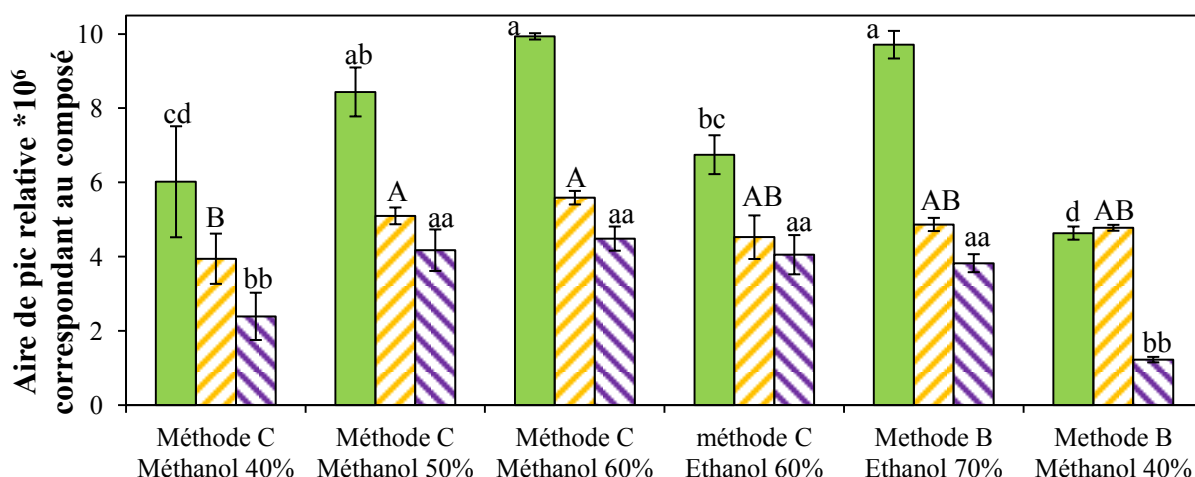 Aire de pic relative *10⁶
correspondant au composé
10
8
6
4
2
0
cd
B
bb
ab
A
aa
a
A
aa
bc
AB
aa
a
AB
aa
d
AB
bb
Méthode C
Méthanol 40%
Méthode C
Méthanol 50%
Méthode C
Méthanol 60%
méthode C
Ethanol 60%
Methode B
Ethanol 70%
Methode B
Méthanol 40%